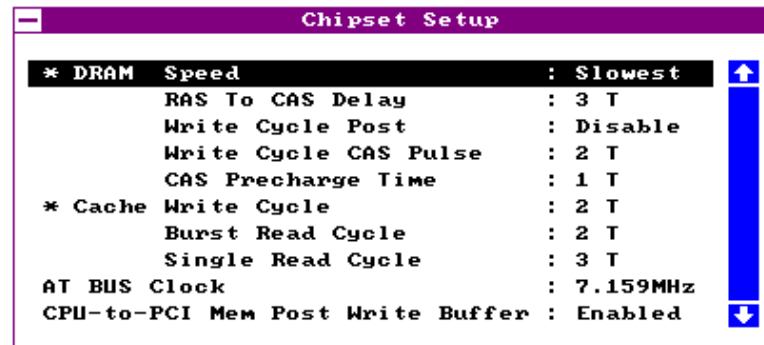 Chipset Setup
* DRAM Speed : Slowest
RAS To CAS Delay : 3 T
Write Cycle Post : Disable
Write Cycle CAS Pulse : 2 T
CAS Precharge Time : 1 T
* Cache Write Cycle : 2 T
Burst Read Cycle : 2 T
Single Read Cycle : 3 T
AT BUS Clock : 7.159MHz
CPU-to-PCI Mem Post Write Buffer : Enabled